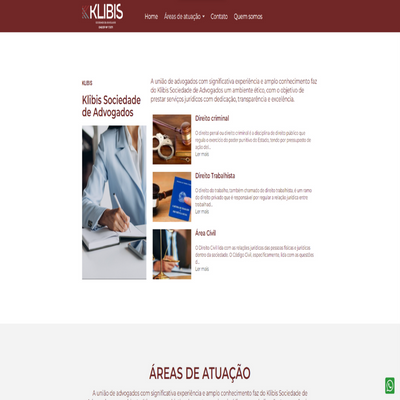 KLIBIS
Home Áreas de atuação Contato Quem somos
KLIBIS
Klibis Sociedade
de Advogados
A união de advogados com significativa experiência e amplo conhecimento faz
do Klibis Sociedade de Advogados um ambiente ético, com o objetivo de
prestar serviços jurídicos com dedicação, transparência e excelência.
Direito criminal
O direito penal ou direito criminal é a disciplina de direito público que
regula o exercício do poder punitivo do Estado, tendo por pressuposto de
ação del...
Ler mais
Direito Trabalhista
O direito do trabalho, também chamado de direito trabalhista, é um ramo
do direito privado que é responsável por regular a relação jurídica entre
trabalhad...
Ler mais
Área Civil
O Direito Civil lida com as relações jurídicas das pessoas físicas e jurídicas
dentro da sociedade. O Código Civil, especificamente, lida com as questões
d...
Ler mais
ÁREAS DE ATUAÇÃO
A união de advogados com significativa experiência e amplo conhecimento faz do Klibis Sociedade de